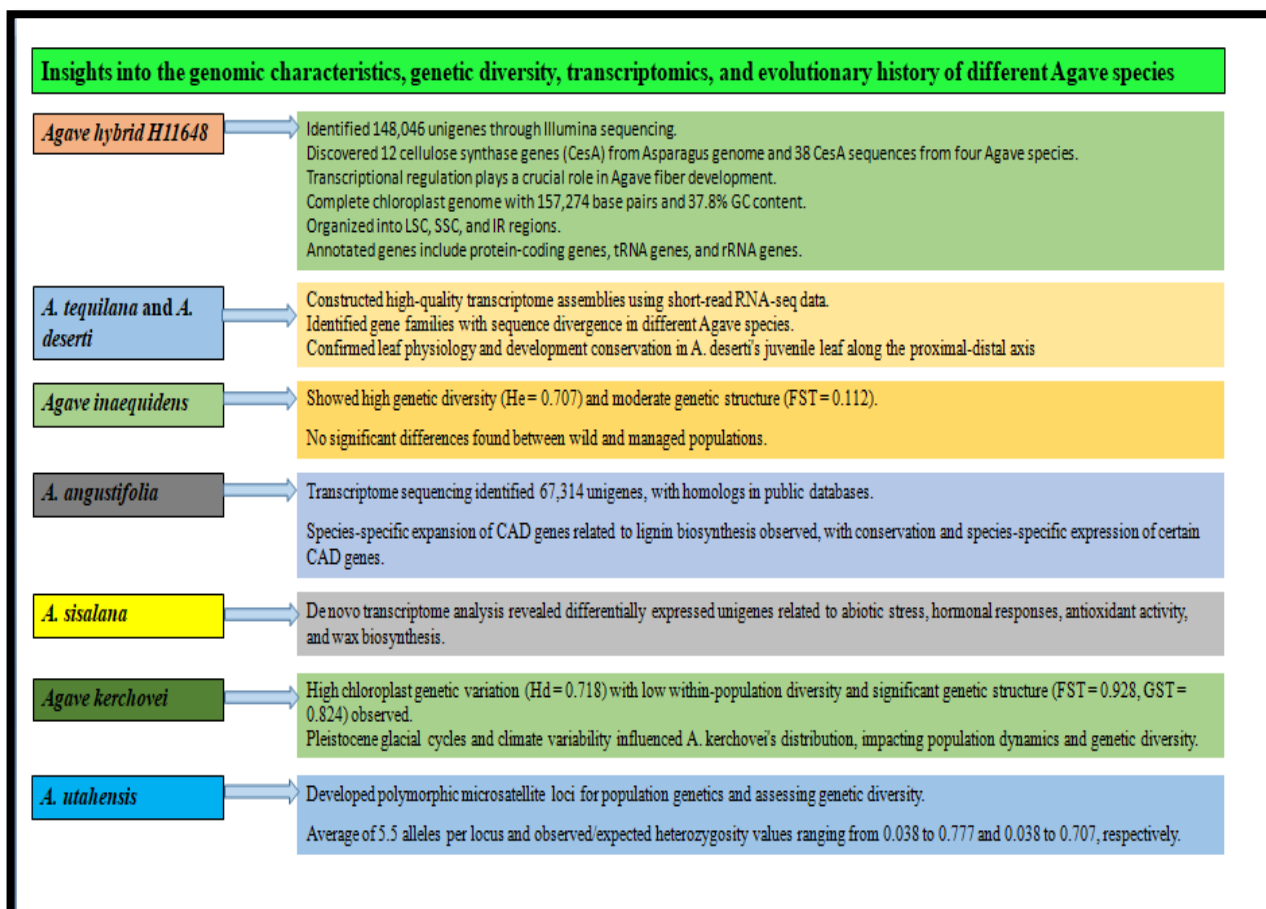 Insights into the genomic characteristics, genetic diversity, transcriptomics, and evolutionary history of different Agave species
Agave hybrid H11648
Identified 148,046 unigenes through Illumina sequencing.
Discovered 12 cellulose synthase genes (CesA) from Asparagus genome and 38 CesA sequences from four Agave species.
Transcriptional regulation plays a crucial role in Agave fiber development.
Complete chloroplast genome with 157,274 base pairs and 37.8% GC content.
Organized into LSC, SSC, and IR regions.
Annotated genes include protein-coding genes, tRNA genes, and rRNA genes.
A. tequilana and A.
deserti
Constructed high-quality transcriptome assemblies using short-read RNA-seq data.
Identified gene families with sequence divergence in different Agave species.
Confirmed leaf physiology and development conservation in A. deserti's juvenile leaf along the proximal-distal axis
Agave inaequidens
Showed high genetic diversity (He = 0.707) and moderate genetic structure (FST = 0.112).
No significant differences found between wild and managed populations.
A. angustifolia
Transcriptome sequencing identified 67,314 unigenes, with homologs in public databases.
Species-specific expansion of CAD genes related to lignin biosynthesis observed, with conservation and species-specific expression of certain
CAD genes.
A. sisalana
De novo transcriptome analysis revealed differentially expressed unigenes related to abiotic stress, hormonal responses, antioxidant activity,
and wax biosynthesis.
Agave kerchovei
High chloroplast genetic variation (Hd = 0.718) with low within-population diversity and significant genetic structure (FST = 0.928, GST =
0.824) observed.
Pleistocene glacial cycles and climate variability influenced A. kerchovei's distribution, impacting population dynamics and genetic diversity.
A. utahensis
Developed polymorphic microsatellite loci for population genetics and assessing genetic diversity.
Average of 5.5 alleles per locus and observed/expected heterozygosity values ranging from 0.038 to 0.777 and 0.038 to 0.707, respectively.